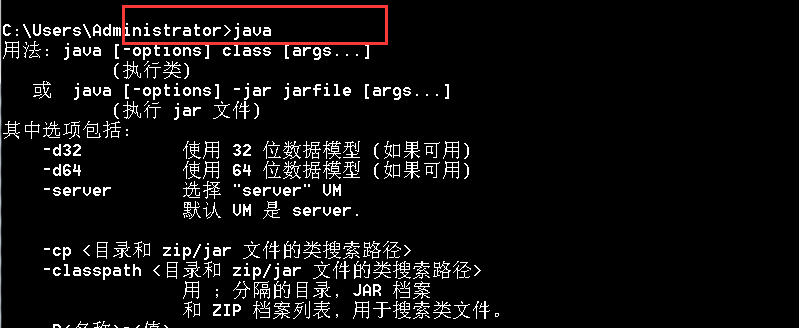 C:\Users\Administrator>java
用法: java [-options] class [args...]
(执行类)
或 java [-options] -jar jarfile [args...]
(执行 jar 文件)
其中选项包括:
-d32 使用 32 位数据模型 (如果可用)
-d64 使用 64 位数据模型 (如果可用)
-server 选择 "server" VM
默认 VM 是 server.
-cp <目录和 zip/jar 文件的类搜索路径>
-classpath <目录和 zip/jar 文件的类搜索路径>
用 ; 分隔的目录, JAR 档案
和 ZIP 档案列表, 用于搜索类文件。